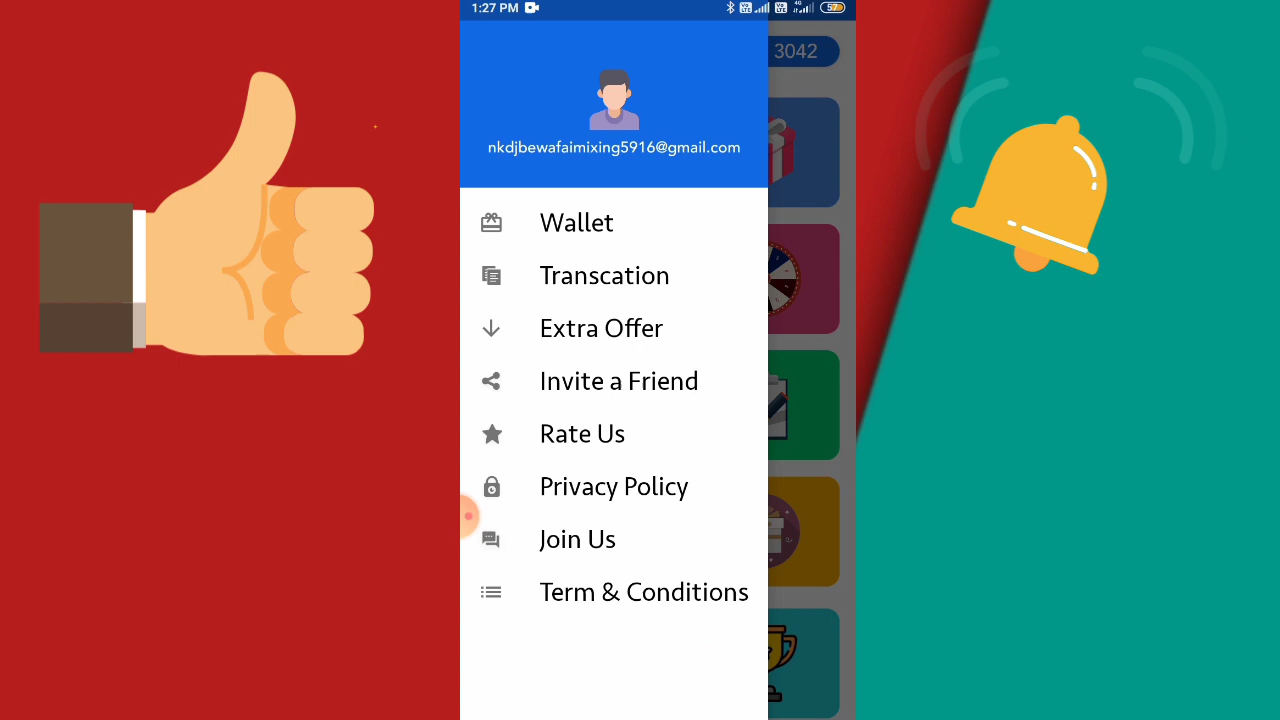 1:27 PM 4G 57
3042
nkdjbewafaimixing5916@gmail.com
Wallet
Transcation
Extra Offer
Invite a Friend
Rate Us
Privacy Policy
Join Us
Term & Conditions